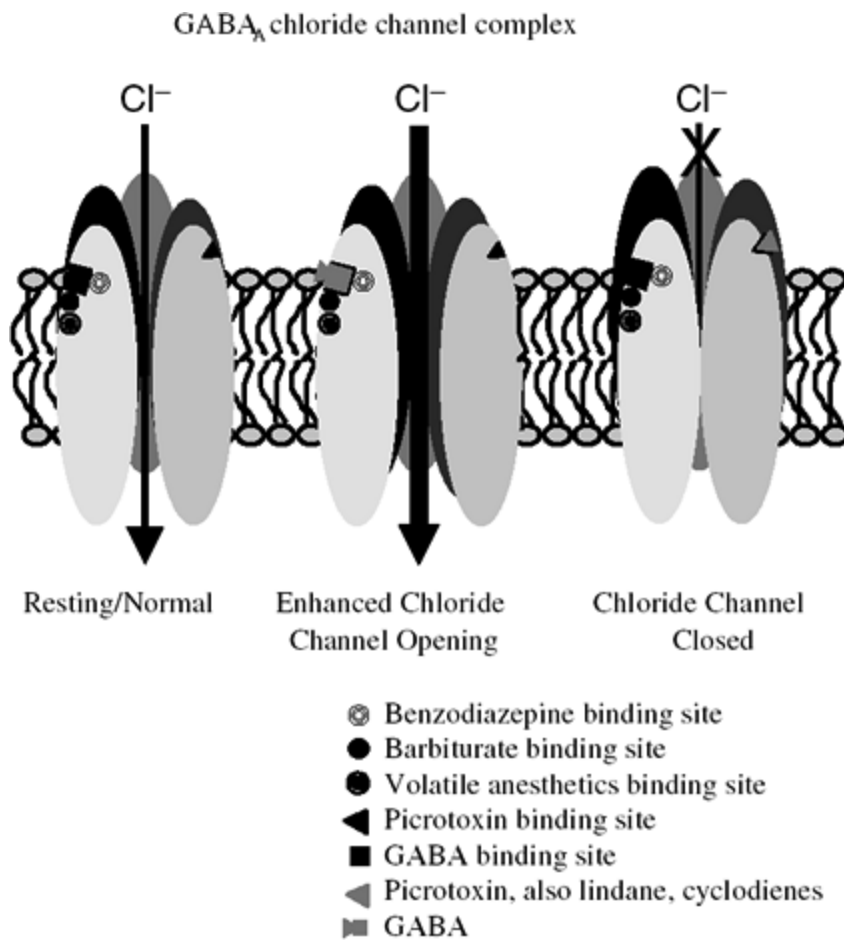 GABA_A chloride channel complex
Cl⁻ Cl⁻ Cl⁻
X
Resting/Normal
Enhanced Chloride
Channel Opening
Chloride Channel
Closed
Benzodiazepine binding site
Barbiturate binding site
Volatile anesthetics binding site
Picrotoxin binding site
GABA binding site
Picrotoxin, also lindane, cyclodienes
GABA